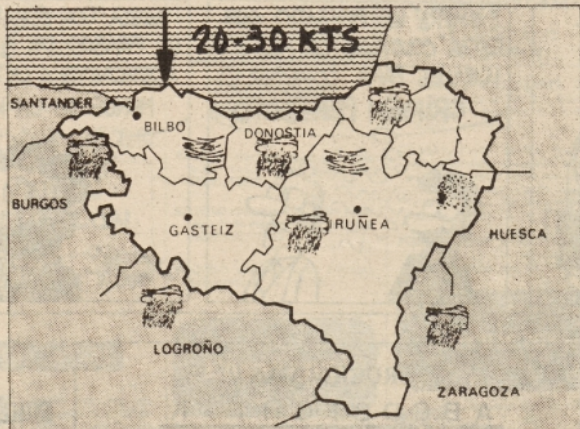 20-30 KTS
SANTANDER
BILBO
DONOSTIA
BURGOS
GASTEIZ
IRUÑEA
HUESCA
LOGROÑO
ZARAGOZA